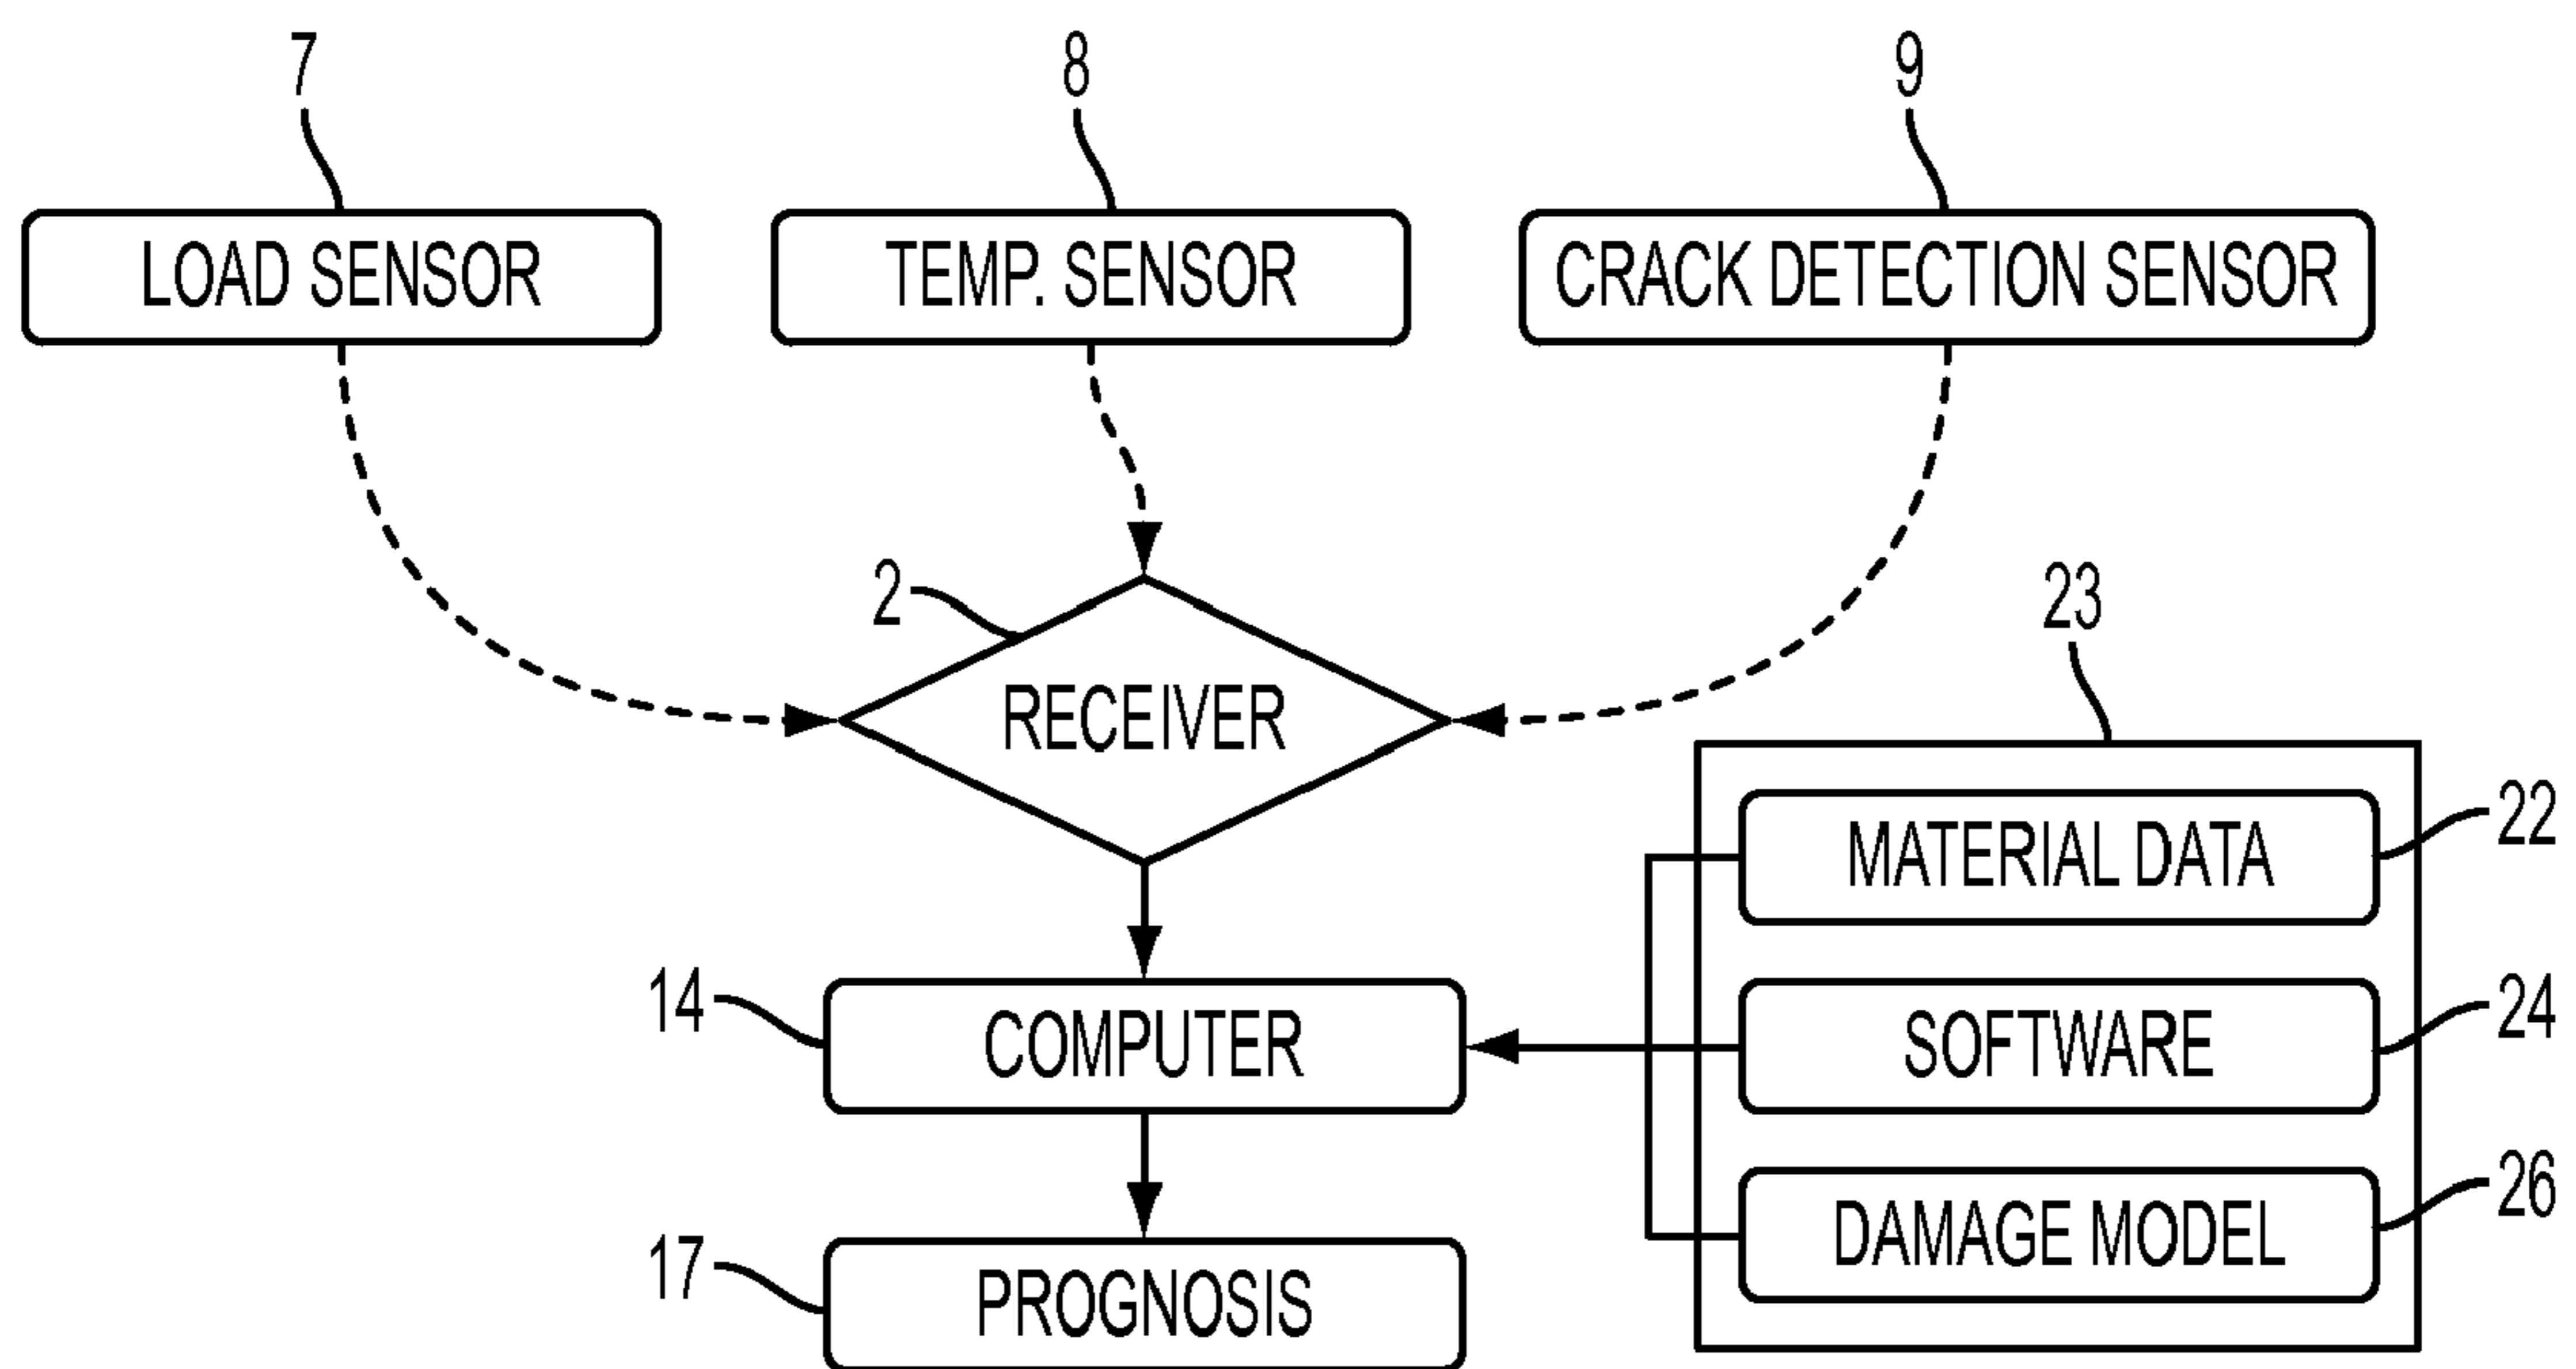 7
8
9
LOAD SENSOR
TEMP. SENSOR
CRACK DETECTION SENSOR
2
RECEIVER
23
MATERIAL DATA
22
14
COMPUTER
SOFTWARE
24
17
PROGNOSIS
DAMAGE MODEL
26